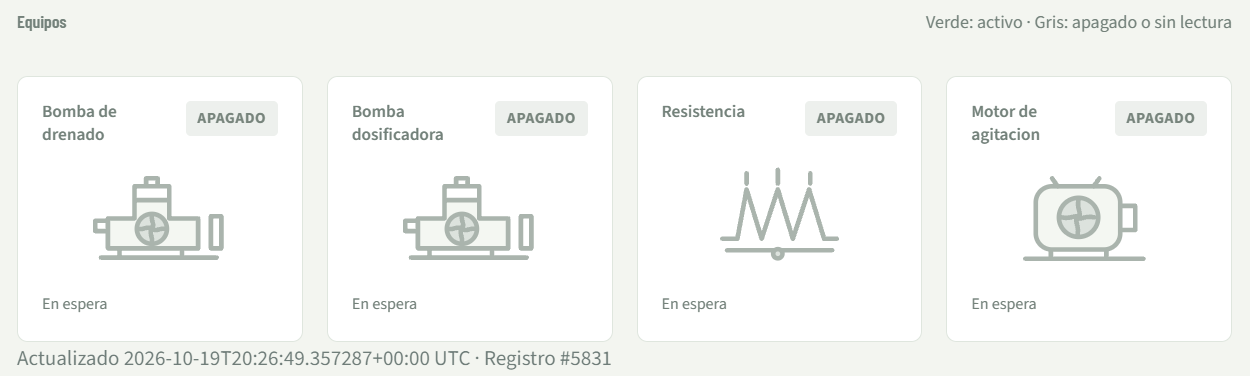 Equipos
Verde: activo · Gris: apagado o sin lectura
Bomba de
drenado
APAGADO
En espera
Bomba
dosificadora
APAGADO
En espera
Resistencia
APAGADO
En espera
Motor de
agitacion
APAGADO
En espera
Actualizado 2026-10-19T20:26:49.357287+00:00 UTC · Registro #5831